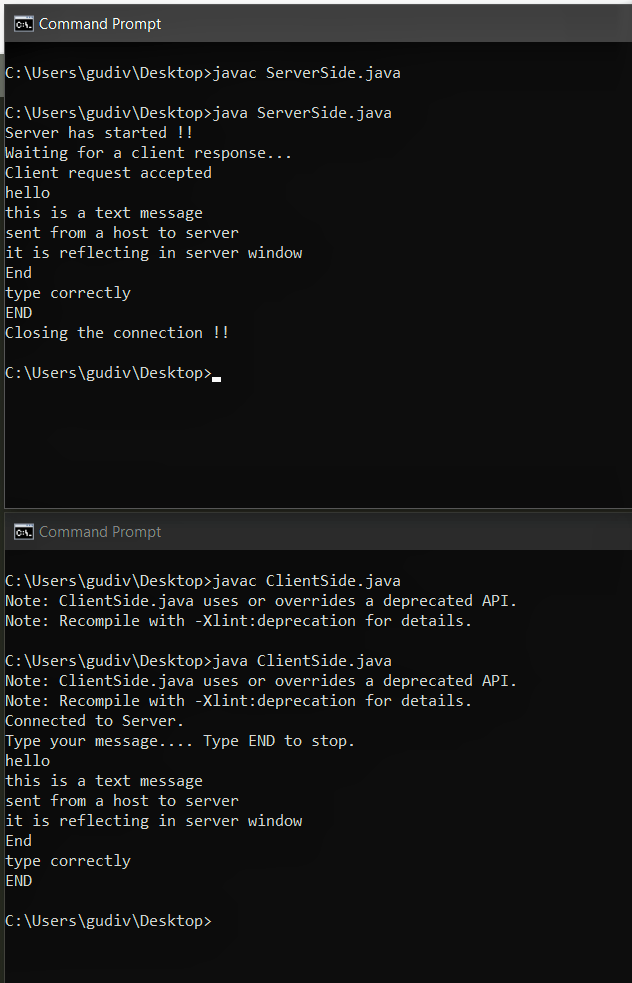 Command Prompt
C:\Users\gudiv\Desktop>javac ServerSide.java
C:\Users\gudiv\Desktop>java ServerSide.java
Server has started !!
Waiting for a client response...
Client request accepted
hello
this is a text message
sent from a host to server
it is reflecting in server window
End
type correctly
END
Closing the connection !!
C:\Users\gudiv\Desktop>
Command Prompt
C:\Users\gudiv\Desktop>javac ClientSide.java
Note: ClientSide.java uses or overrides a deprecated API.
Note: Recompile with -Xlint:deprecation for details.
C:\Users\gudiv\Desktop>java ClientSide.java
Note: ClientSide.java uses or overrides a deprecated API.
Note: Recompile with -Xlint:deprecation for details.
Connected to Server.
Type your message.... Type END to stop.
hello
this is a text message
sent from a host to server
it is reflecting in server window
End
type correctly
END
C:\Users\gudiv\Desktop>